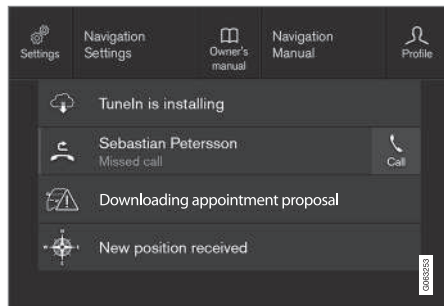 Settings
Navigation
Settings
Owner's
manual
Navigation
Manual
Profile
TuneIn is installing
Sebastian Petersson
Missed call
Call
Downloading appointment proposal
New position received
G063253